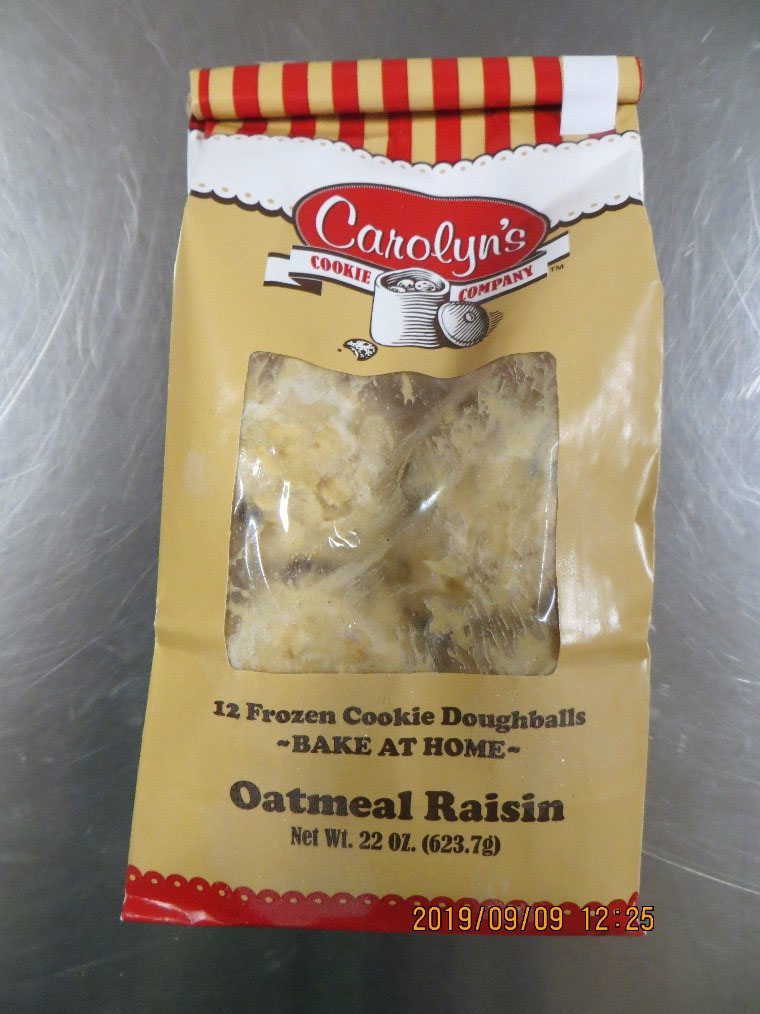 Carolyn's
COOKIE COMPANY TM
12 Frozen Cookie Doughballs
~BAKE AT HOME~
Oatmeal Raisin
Net Wt. 22 OZ. (623.7g)
2019/09/09 12:25